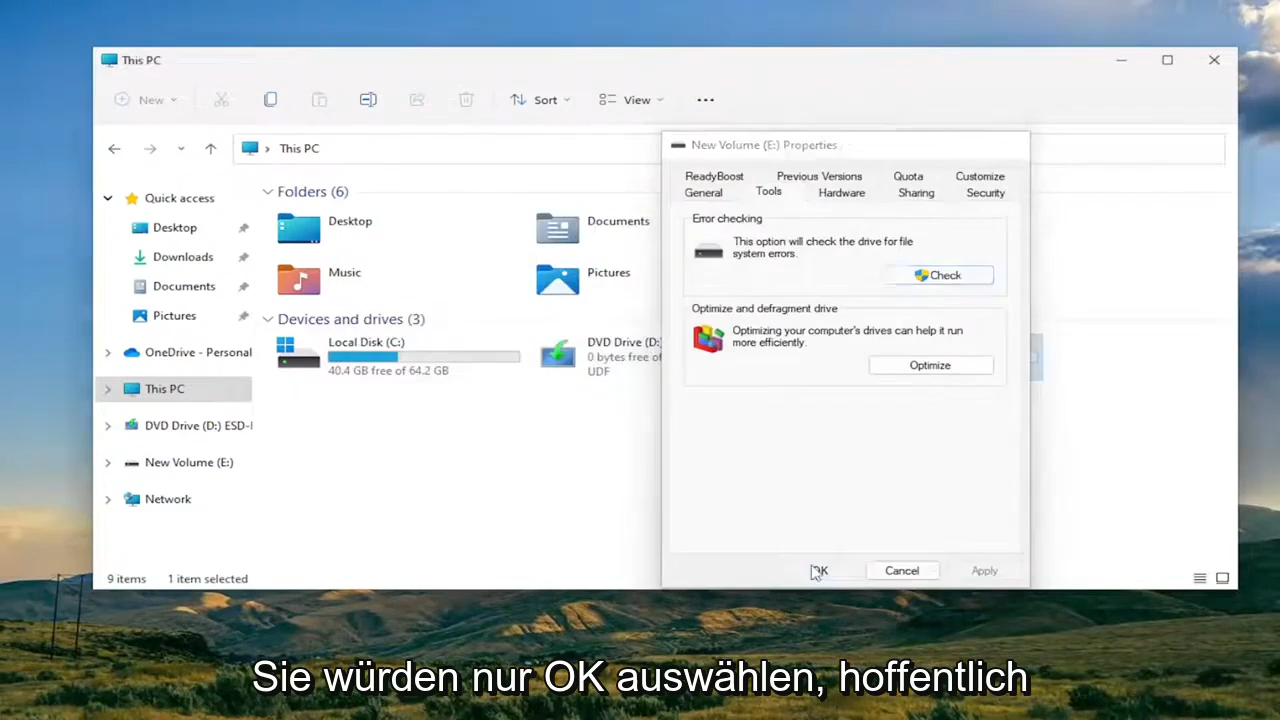 This PC
New
Sort
View
This PC
Quick access
Desktop
Downloads
Documents
Pictures
OneDrive - Personal
This PC
DVD Drive (D:) ESD-I
New Volume (E:)
Network
Folders (6)
Desktop
Documents
Music
Pictures
Devices and drives (3)
Local Disk (C:)
40.4 GB free of 64.2 GB
DVD Drive (D:)
0 bytes free of
UDF
9 items 1 item selected
New Volume (E:) Properties
ReadyBoost Previous Versions Quota Customize
General Tools Hardware Sharing Security
Error checking
This option will check the drive for file
system errors.
Check
Optimize and defragment drive
Optimizing your computer's drives can help it run
more efficiently.
Optimize
OK Cancel Apply
Sie würden nur OK auswählen, hoffentlich